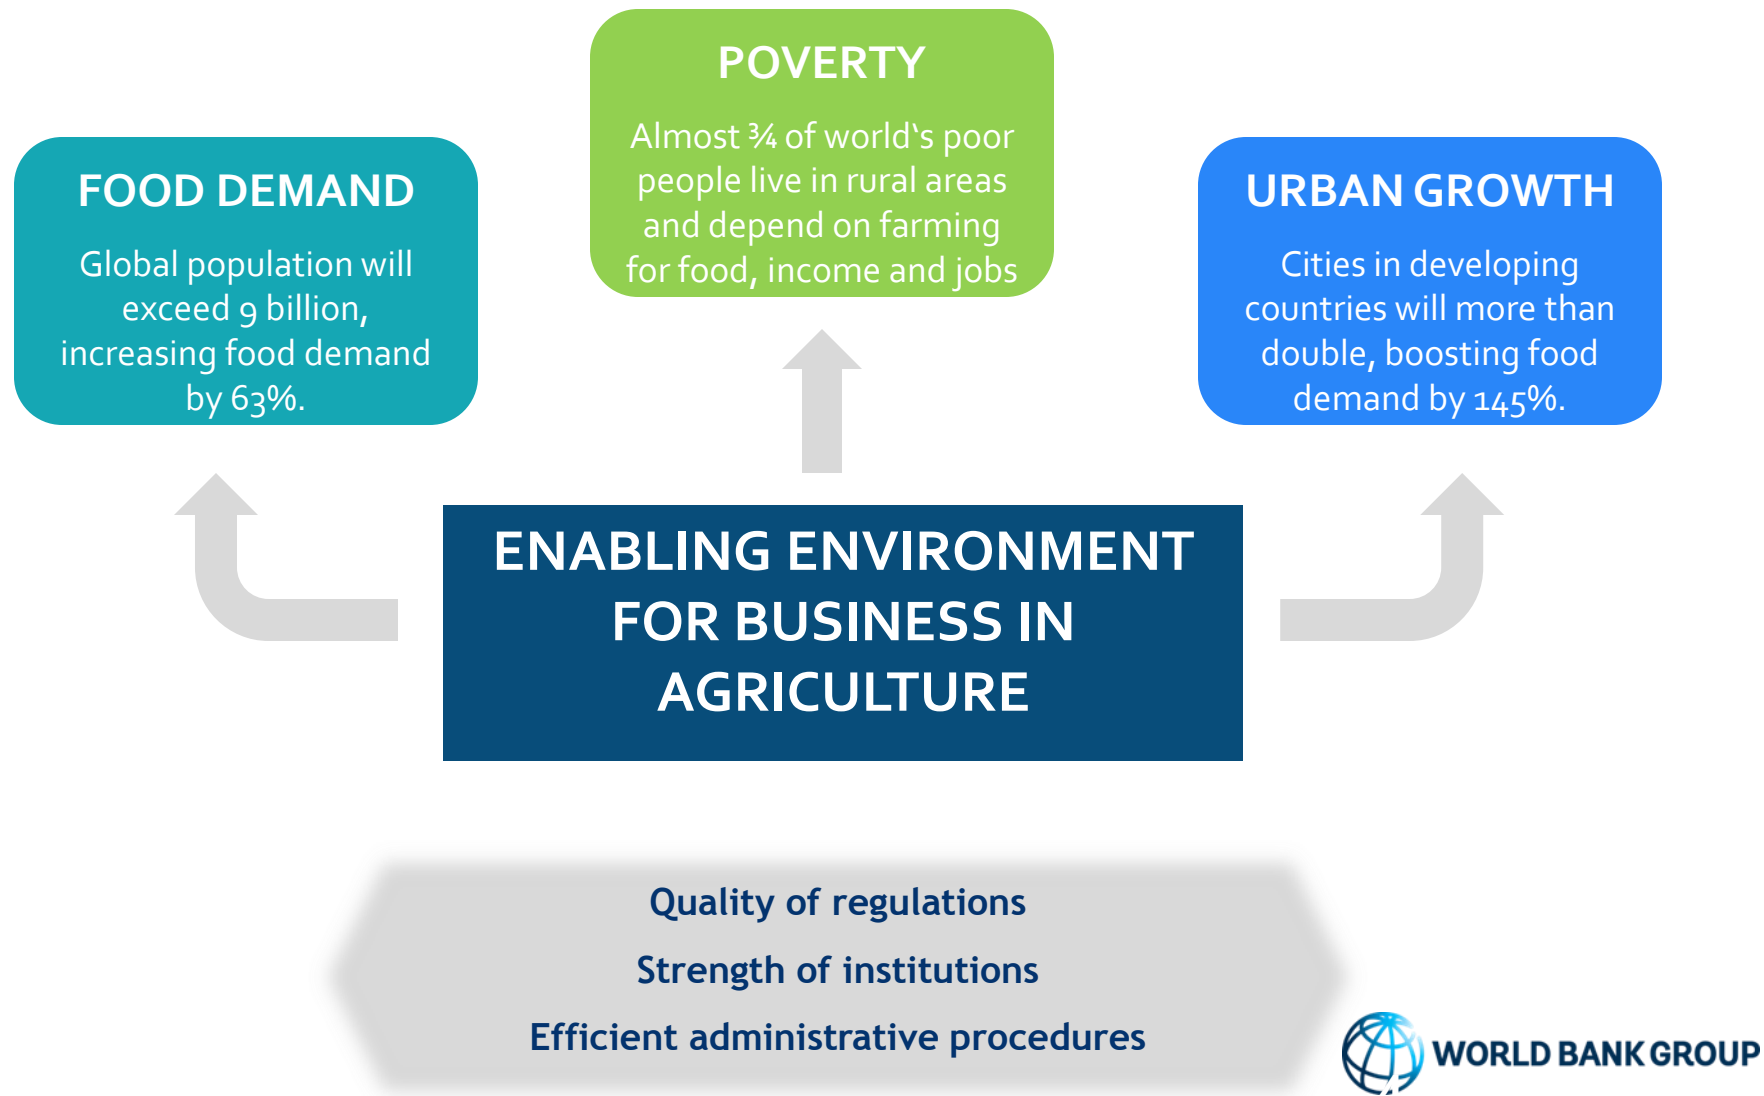 POVERTY
Almost ¾ of world‘s poor
people live in rural areas
and depend on farming
for food, income and jobs
FOOD DEMAND
Global population will
exceed 9 billion,
increasing food demand
by 63%.
URBAN GROWTH
Cities in developing
countries will more than
double, boosting food
demand by 145%.
ENABLING ENVIRONMENT
FOR BUSINESS IN
AGRICULTURE
Quality of regulations
Strength of institutions
Efficient administrative procedures
WORLD BANK GROUP
4